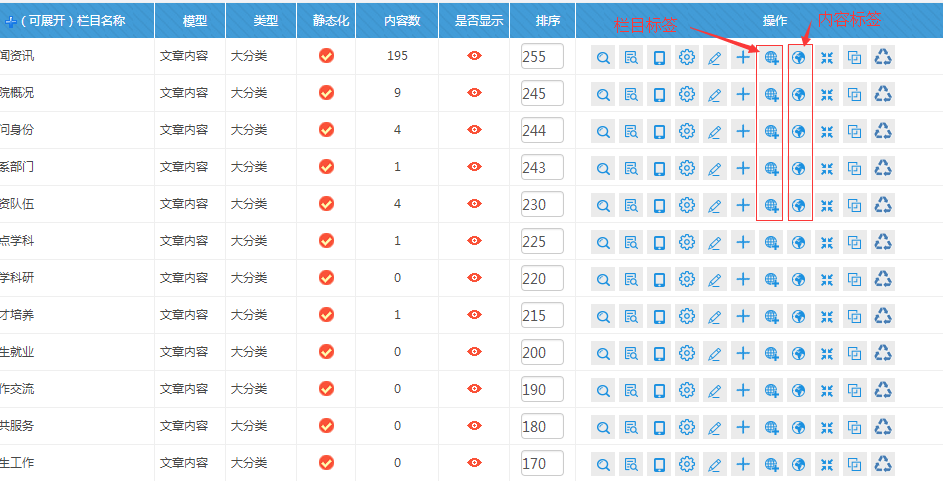 （可展开）栏目名称 模型 类型 静态化 内容数 是否显示 排序 操作
栏目标签 内容标签
闻资讯 文章内容 大分类 195 255
院概况 文章内容 大分类 9 245
问身份 文章内容 大分类 4 244
系部门 文章内容 大分类 1 243
资队伍 文章内容 大分类 4 230
点学科 文章内容 大分类 1 225
学科研 文章内容 大分类 0 220
才培养 文章内容 大分类 1 215
生就业 文章内容 大分类 0 200
作交流 文章内容 大分类 0 190
共服务 文章内容 大分类 0 180
生工作 文章内容 大分类 0 170